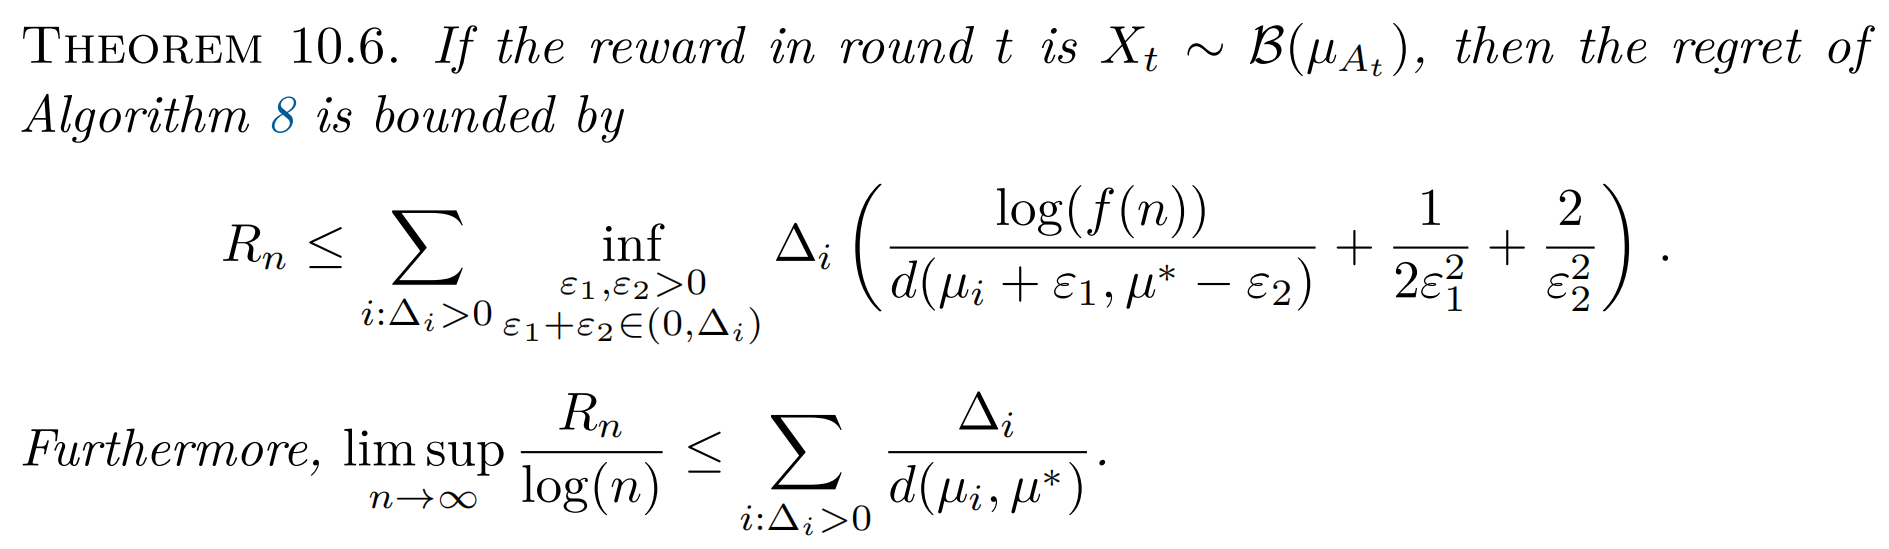 THEOREM 10.6. If the reward in round t is X_t ∼ ℬ(μ_{A_t}), then the regret of
Algorithm 8 is bounded by
R_n ≤ ∑_{i:Δ_i>0} inf_{ε_1,ε_2>0, ε_1+ε_2∈(0,Δ_i)} Δ_i ( log(f(n)) / d(μ_i + ε_1, μ* − ε_2) + 1 / 2ε_1^2 + 2 / ε_2^2 ) .
Furthermore, lim sup_{n→∞} R_n / log(n) ≤ ∑_{i:Δ_i>0} Δ_i / d(μ_i, μ*) .